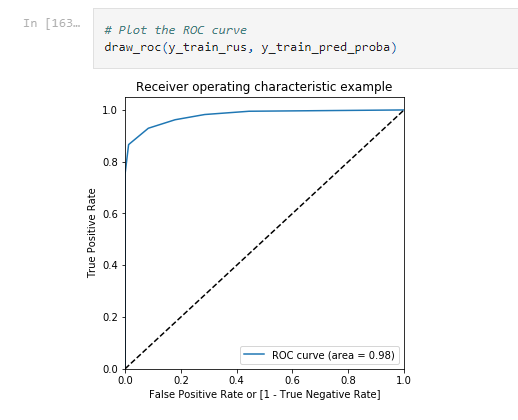 In [163…
# Plot the ROC curve
draw_roc(y_train_rus, y_train_pred_proba)
Receiver operating characteristic example
1.0
0.8
0.6
0.4
0.2
0.0
True Positive Rate
ROC curve (area = 0.98)
0.0 0.2 0.4 0.6 0.8 1.0
False Positive Rate or [1 - True Negative Rate]